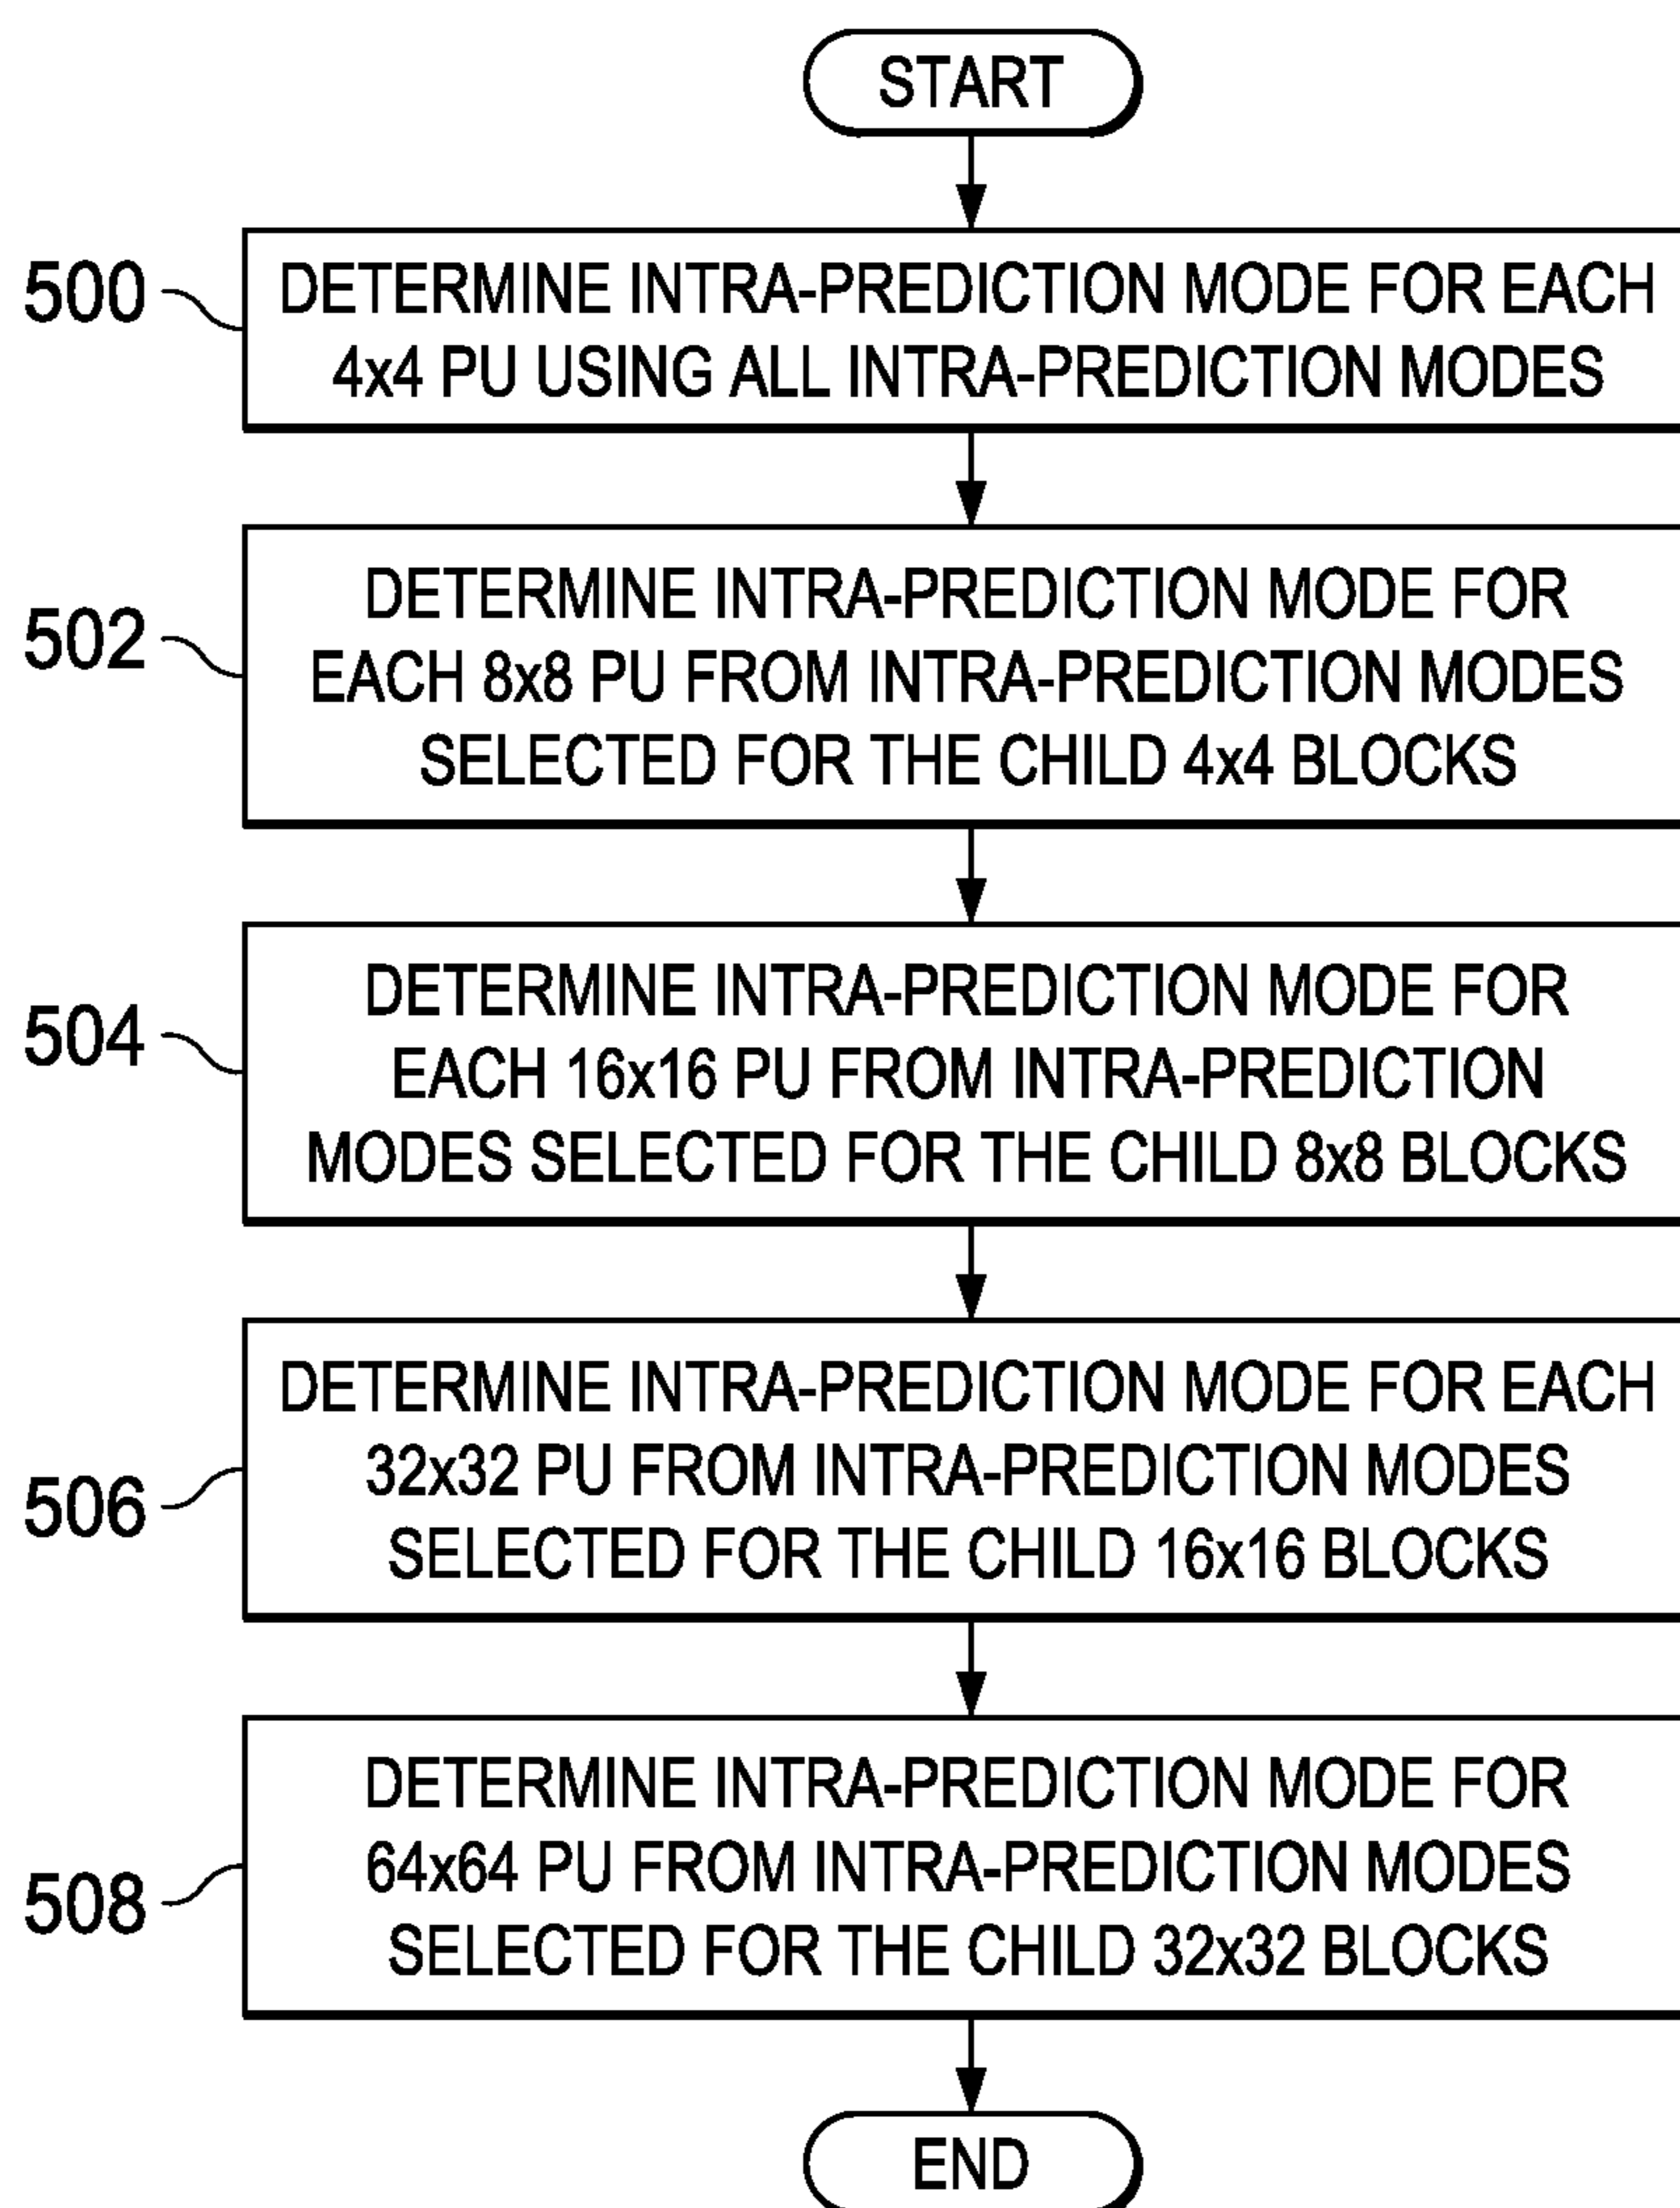 START
500
DETERMINE INTRA-PREDICTION MODE FOR EACH
4x4 PU USING ALL INTRA-PREDICTION MODES
502
DETERMINE INTRA-PREDICTION MODE FOR
EACH 8x8 PU FROM INTRA-PREDICTION MODES
SELECTED FOR THE CHILD 4x4 BLOCKS
504
DETERMINE INTRA-PREDICTION MODE FOR
EACH 16x16 PU FROM INTRA-PREDICTION
MODES SELECTED FOR THE CHILD 8x8 BLOCKS
506
DETERMINE INTRA-PREDICTION MODE FOR EACH
32x32 PU FROM INTRA-PREDICTION MODES
SELECTED FOR THE CHILD 16x16 BLOCKS
508
DETERMINE INTRA-PREDICTION MODE FOR
64x64 PU FROM INTRA-PREDICTION MODES
SELECTED FOR THE CHILD 32x32 BLOCKS
END